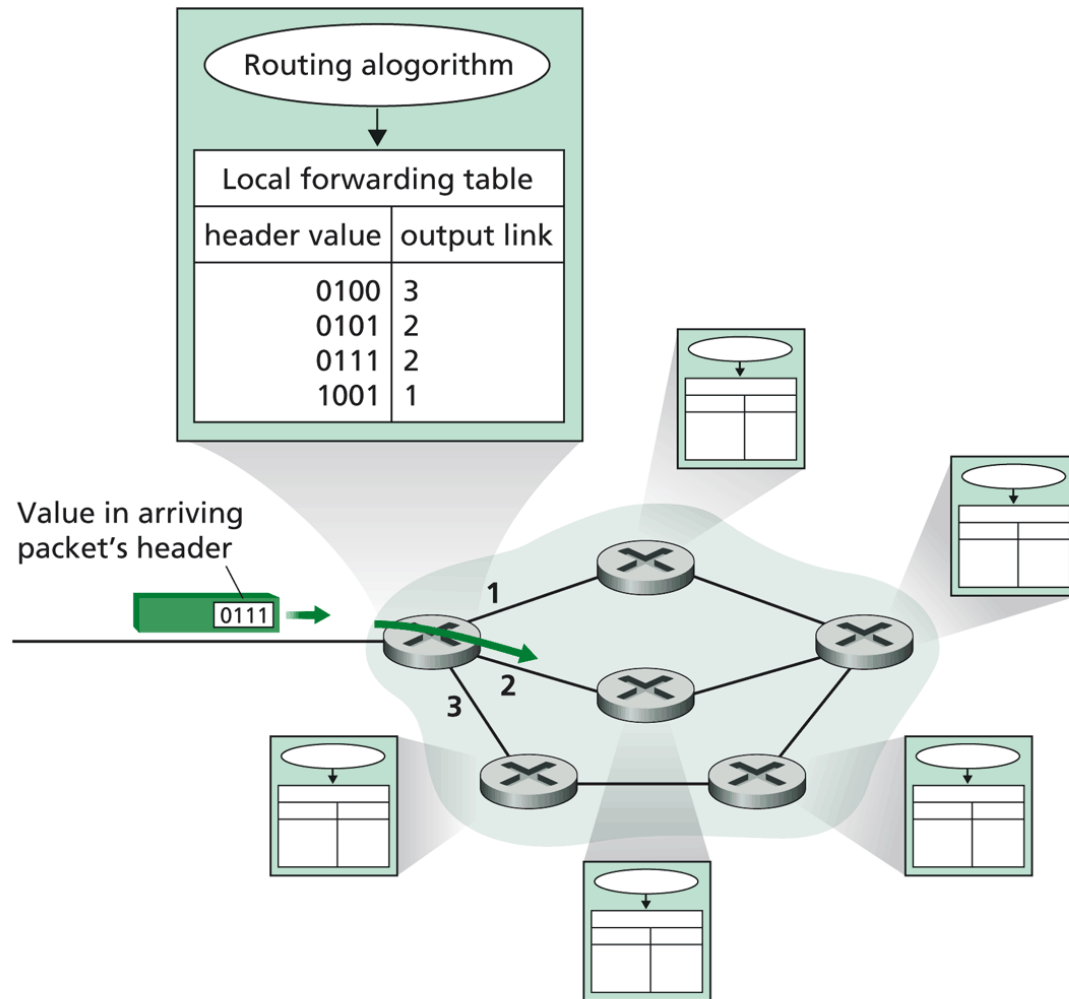 Routing alogorithm
Local forwarding table
header value output link
0100 3
0101 2
0111 2
1001 1
Value in arriving
packet's header
0111
1
2
3